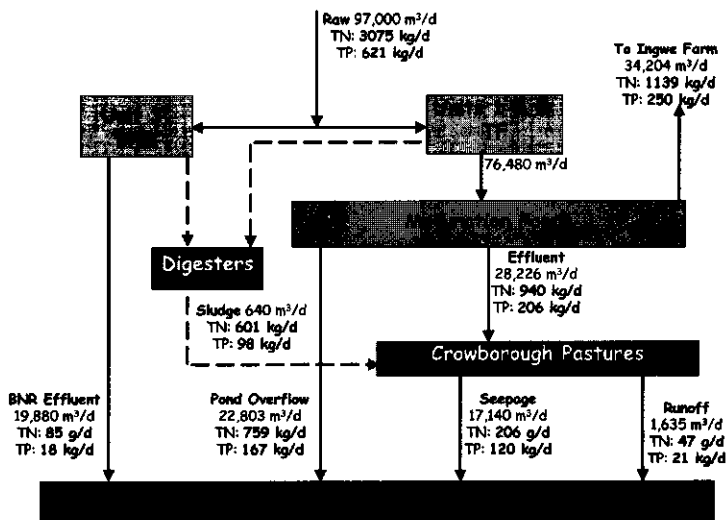 Raw 97,000 m³/d
TN: 3075 kg/d
TP: 621 kg/d
To Ingwe Farm
34,204 m³/d
TN: 1139 kg/d
TP: 250 kg/d
TF
76,480 m³/d
Digesters
Effluent
28,226 m³/d
TN: 940 kg/d
TP: 206 kg/d
Sludge 640 m³/d
TN: 601 kg/d
TP: 98 kg/d
Crowborough Pastures
BNR Effluent
19,880 m³/d
TN: 85 g/d
TP: 18 kg/d
Pond Overflow
22,803 m³/d
TN: 759 kg/d
TP: 167 kg/d
Seepage
17,140 m³/d
TN: 206 g/d
TP: 120 kg/d
Runoff
1,635 m³/d
TN: 47 g/d
TP: 21 kg/d